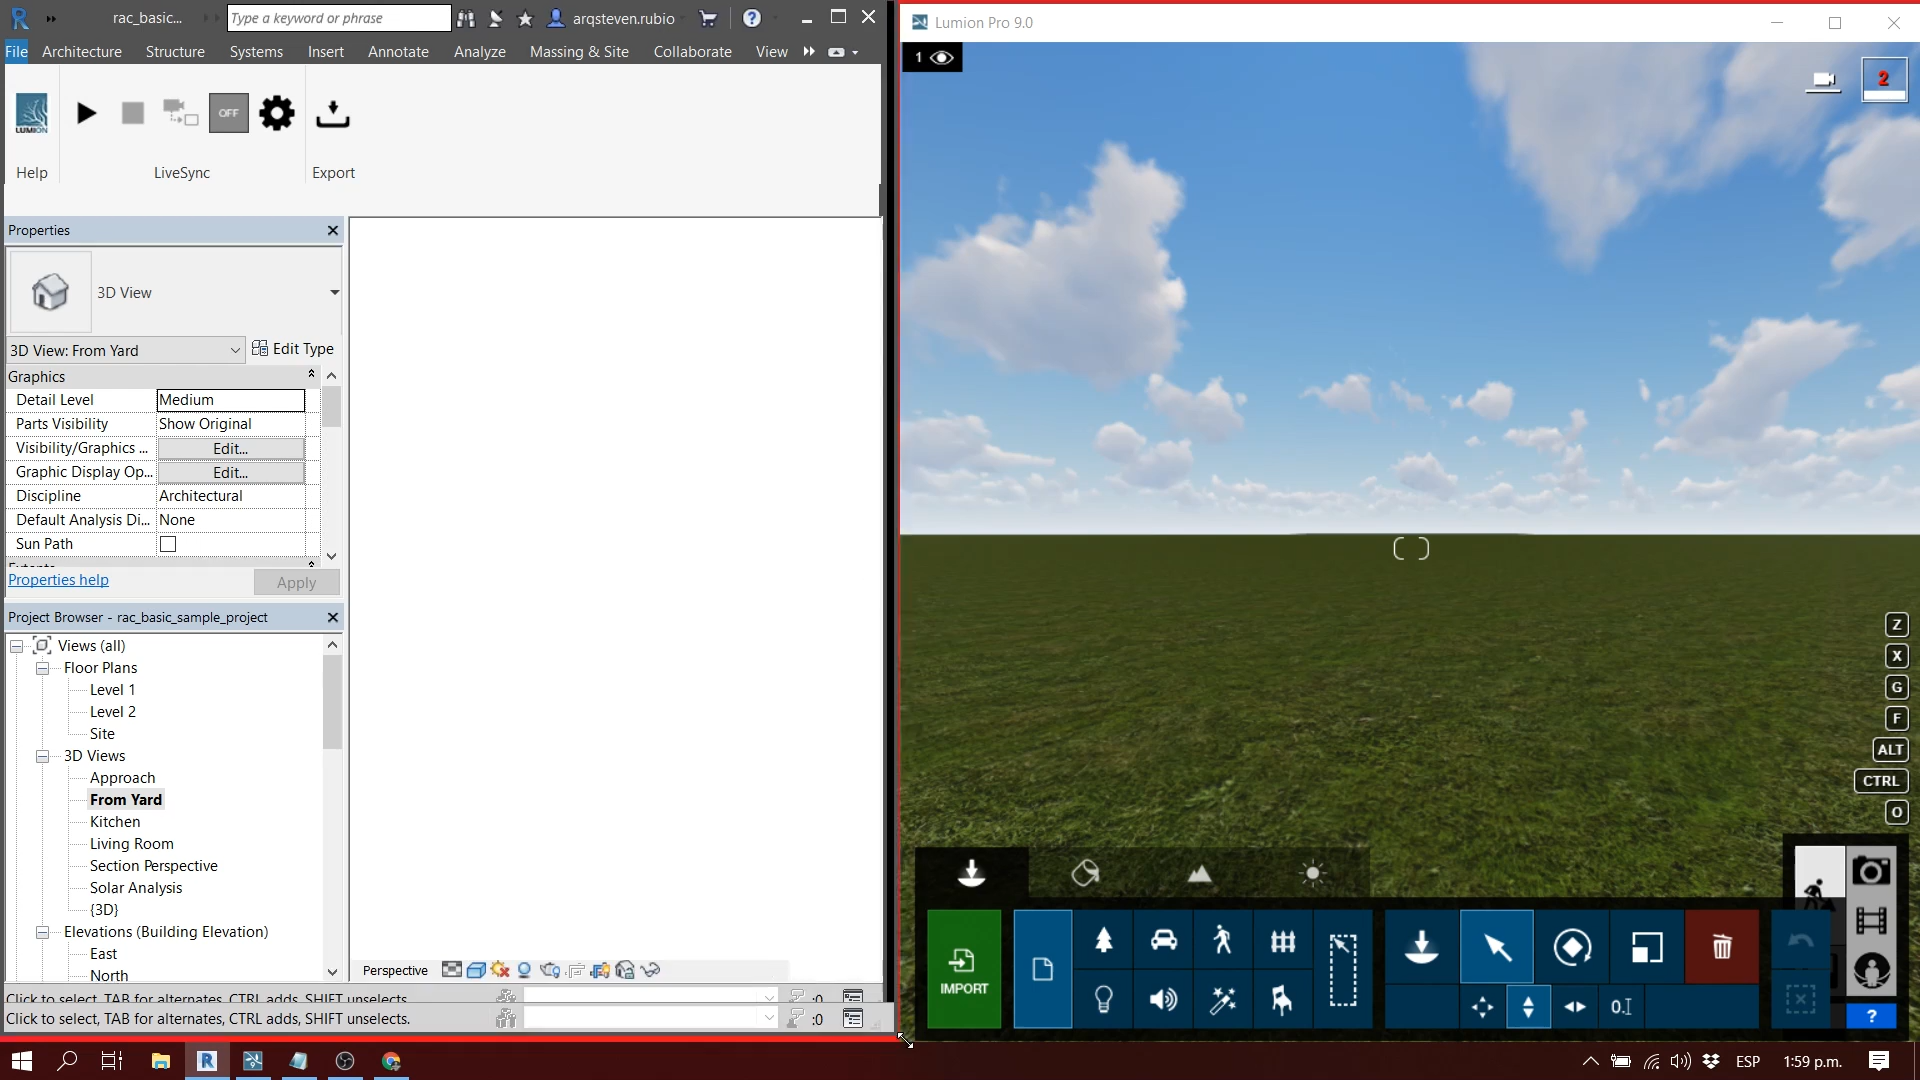 rac_basic...
Type a keyword or phrase
arqsteven.rubio
File Architecture Structure Systems Insert Annotate Analyze Massing & Site Collaborate View
LUMION
OFF
Help
LiveSync
Export
Properties
3D View
3D View: From Yard
Edit Type
Graphics
Detail Level Medium
Parts Visibility Show Original
Visibility/Graphics ... Edit...
Graphic Display Op... Edit...
Discipline Architectural
Default Analysis Di... None
Sun Path
Extents
Properties help
Apply
Project Browser - rac_basic_sample_project
Views (all)
Floor Plans
Level 1
Level 2
Site
3D Views
Approach
From Yard
Kitchen
Living Room
Section Perspective
Solar Analysis
{3D}
Elevations (Building Elevation)
East
North
Perspective
Click to select, TAB for alternates, CTRL adds, SHIFT unselects.
:0
Click to select, TAB for alternates, CTRL adds, SHIFT unselects.
:0
Lumion Pro 9.0
1
2
Z
X
G
F
ALT
CTRL
O
IMPORT
?
ESP
1:59 p.m.